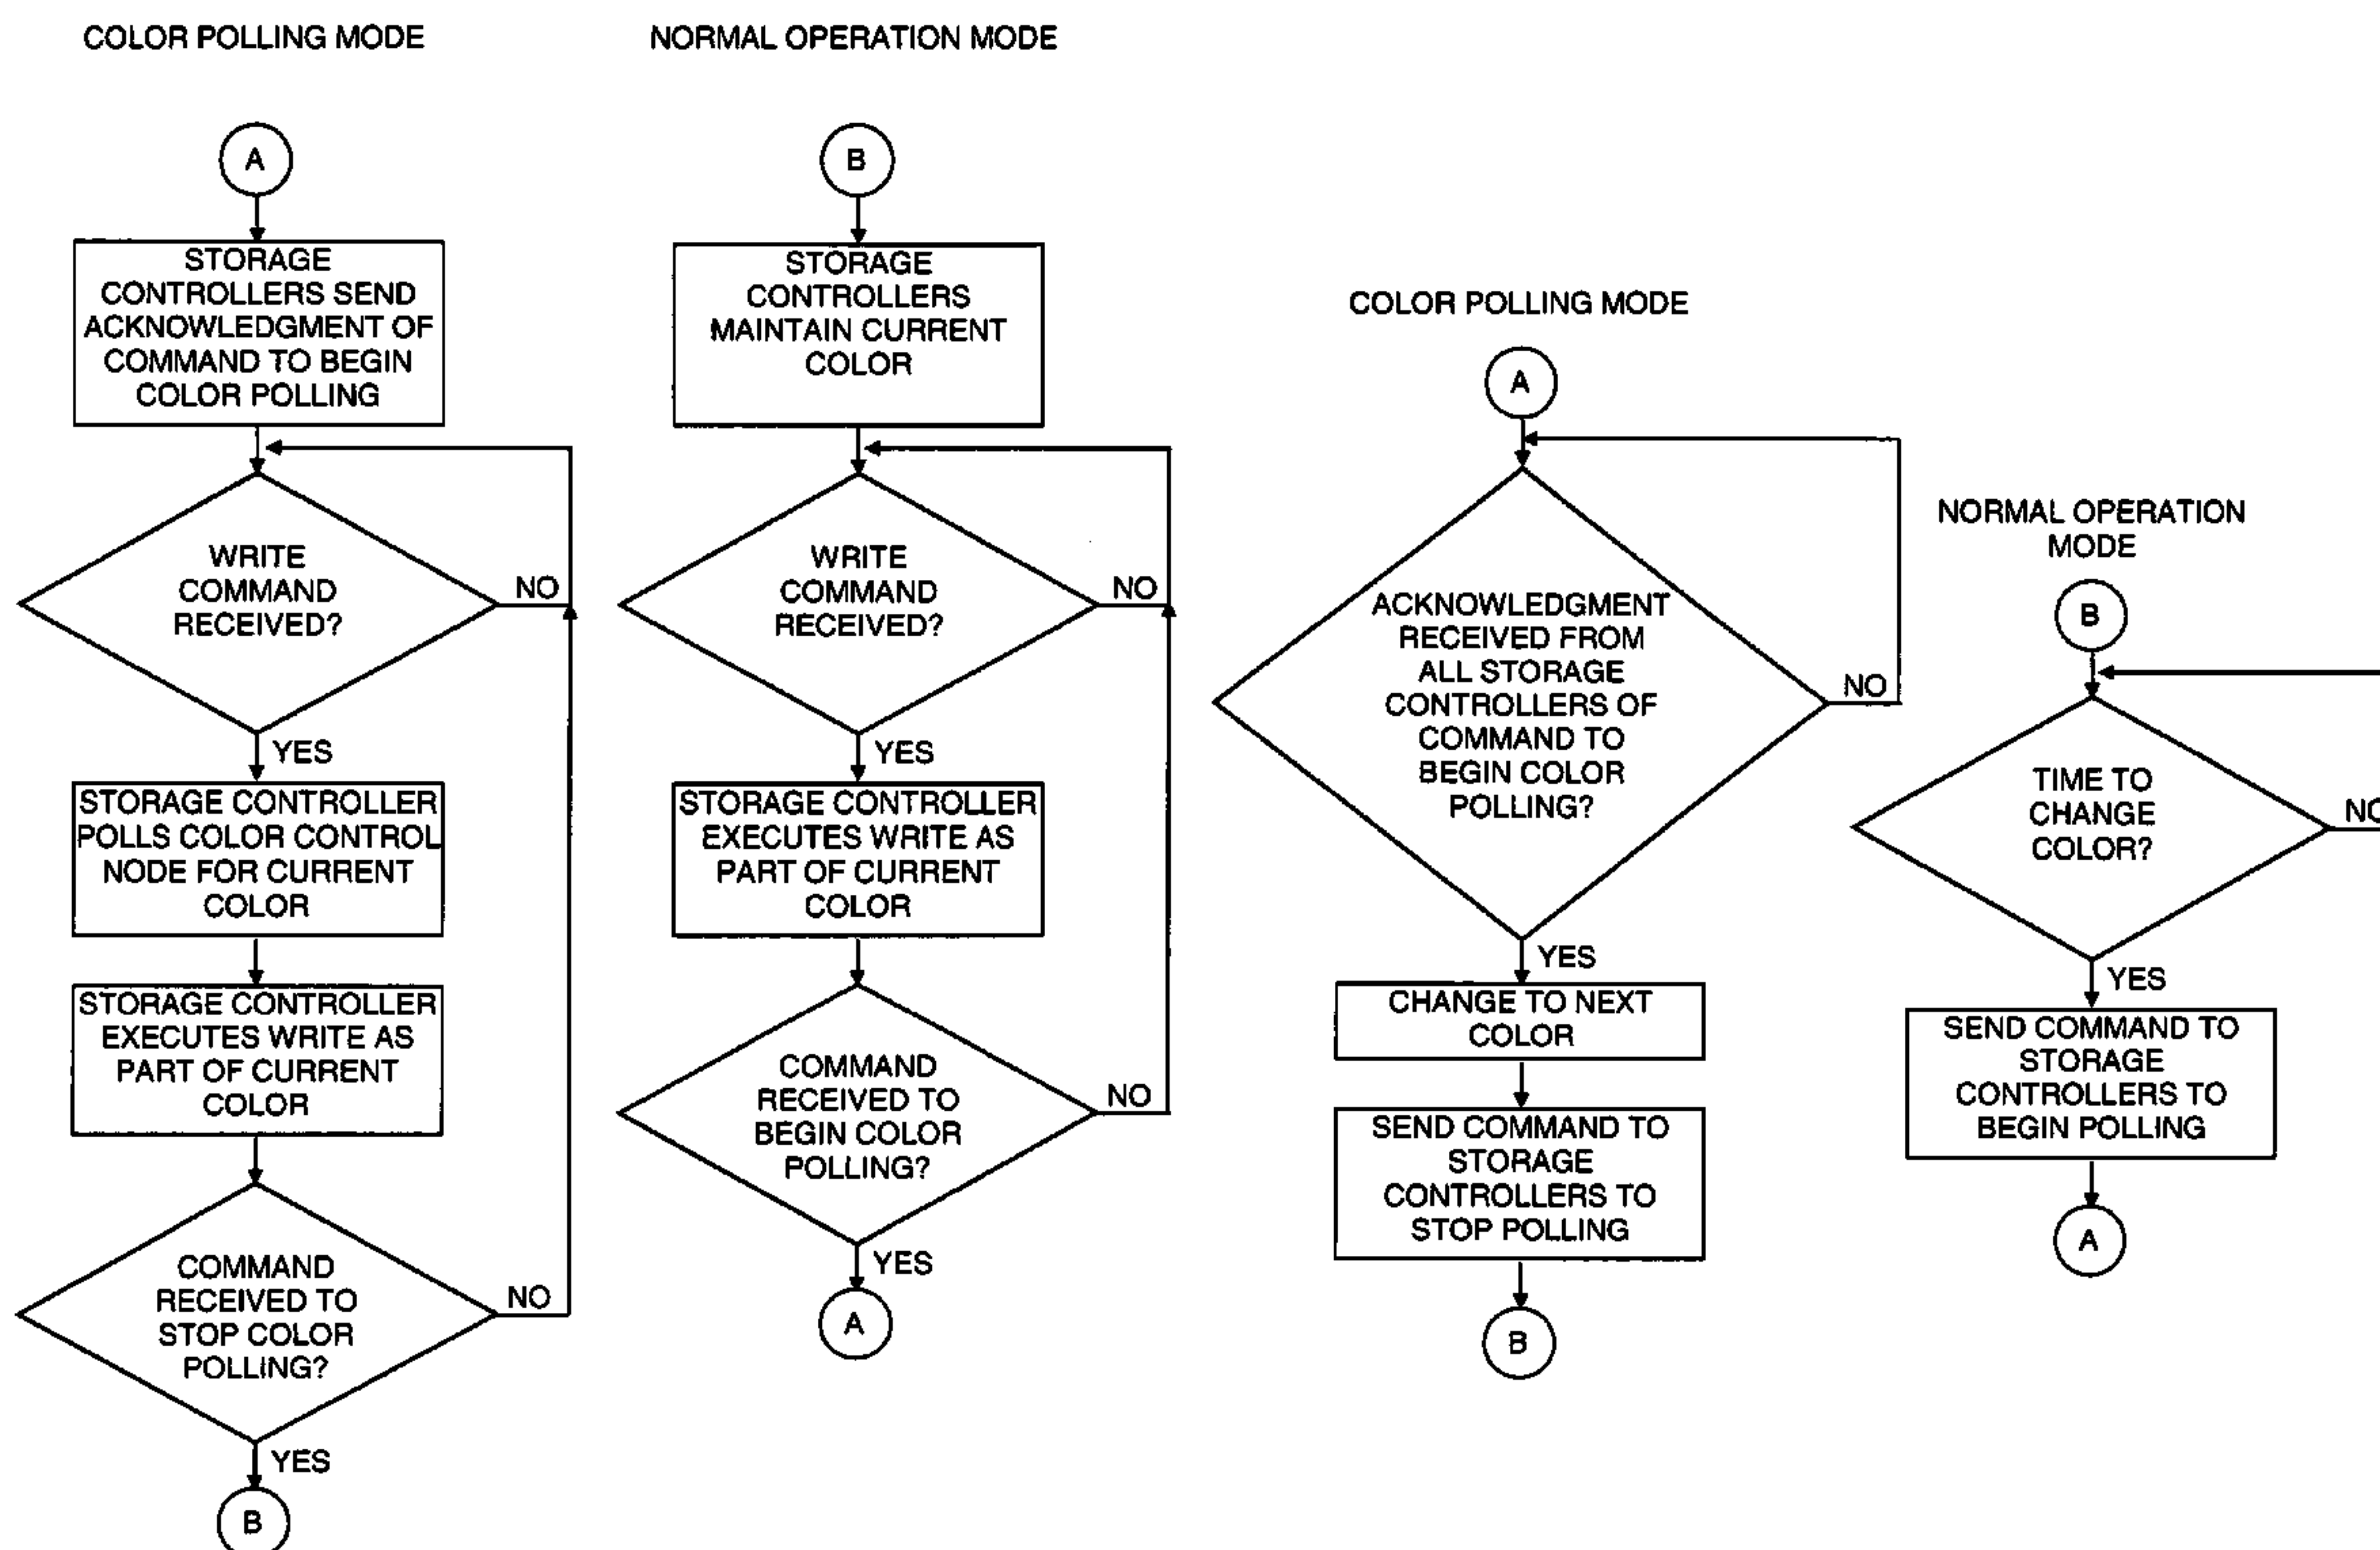 COLOR POLLING MODE
A
STORAGE
CONTROLLERS SEND
ACKNOWLEDGMENT OF
COMMAND TO BEGIN
COLOR POLLING
WRITE
COMMAND
RECEIVED?
NO
YES
STORAGE CONTROLLER
POLLS COLOR CONTROL
NODE FOR CURRENT
COLOR
STORAGE CONTROLLER
EXECUTES WRITE AS
PART OF CURRENT
COLOR
COMMAND
RECEIVED TO
STOP COLOR
POLLING?
NO
YES
B
NORMAL OPERATION MODE
B
STORAGE
CONTROLLERS
MAINTAIN CURRENT
COLOR
WRITE
COMMAND
RECEIVED?
NO
YES
STORAGE CONTROLLER
EXECUTES WRITE AS
PART OF CURRENT
COLOR
COMMAND
RECEIVED TO
BEGIN COLOR
POLLING?
NO
YES
A
COLOR POLLING MODE
A
ACKNOWLEDGMENT
RECEIVED FROM
ALL STORAGE
CONTROLLERS OF
COMMAND TO
BEGIN COLOR
POLLING?
NO
YES
CHANGE TO NEXT
COLOR
SEND COMMAND TO
STORAGE
CONTROLLERS TO
STOP POLLING
B
NORMAL OPERATION
MODE
B
TIME TO
CHANGE
COLOR?
NO
YES
SEND COMMAND TO
STORAGE
CONTROLLERS TO
BEGIN POLLING
A